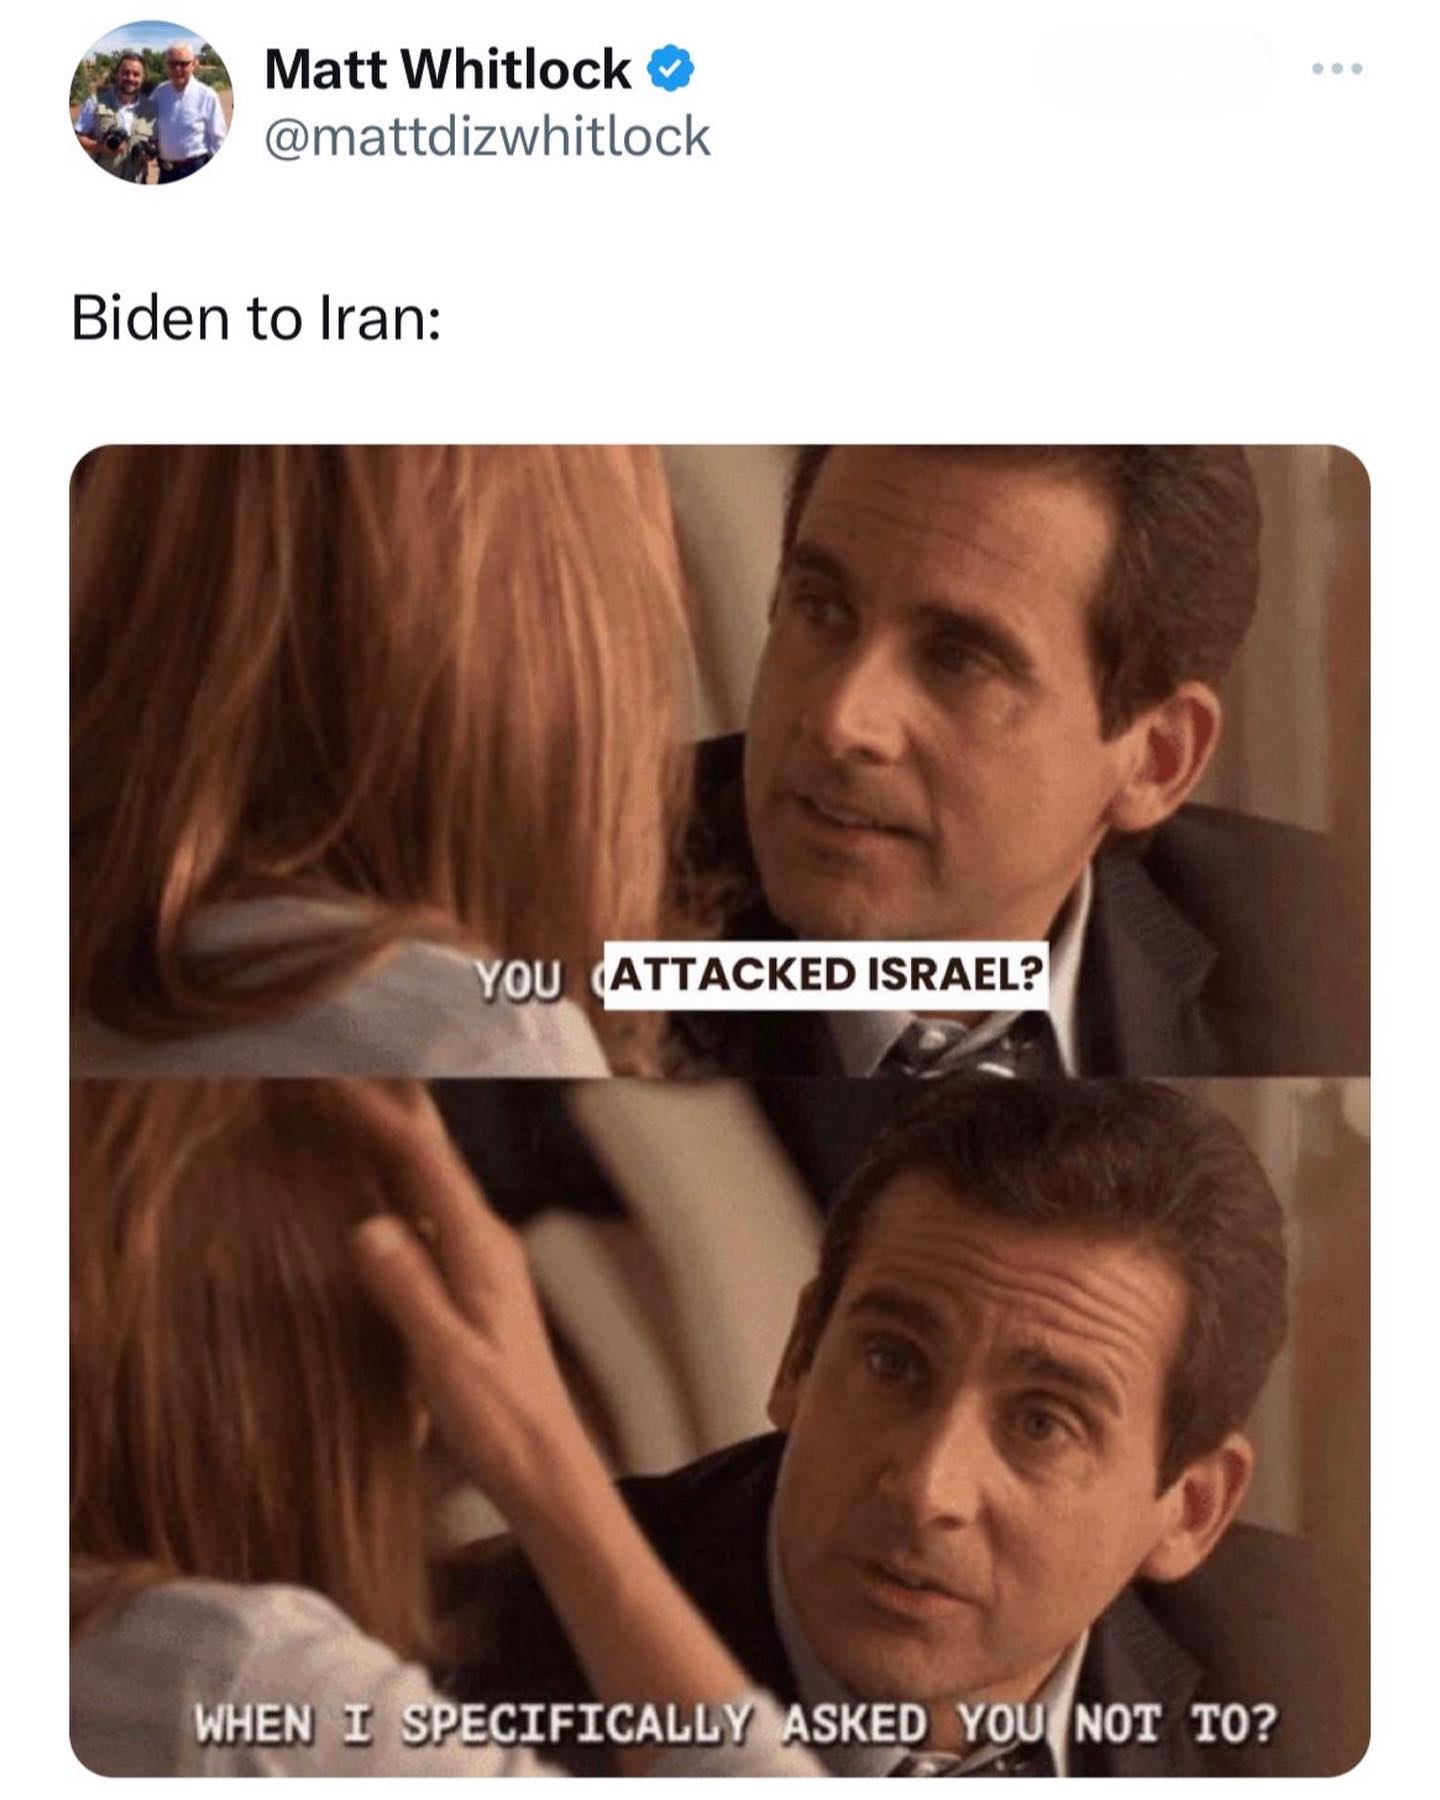 Matt Whitlock
@mattdizwhitlock
Biden to Iran:
YOU ATTACKED ISRAEL?
WHEN I SPECIFICALLY ASKED YOU NOT TO?